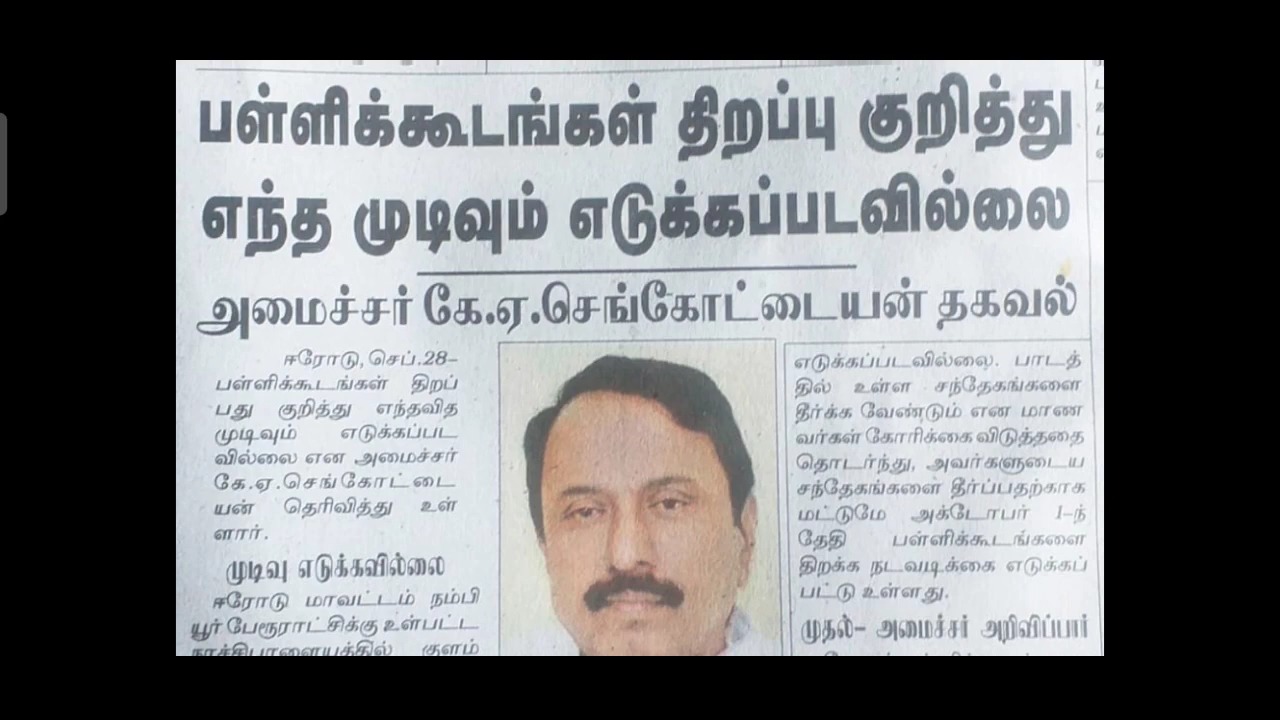 பள்ளிக்கூடங்கள் திறப்பு குறித்து
எந்த முடிவும் எடுக்கப்படவில்லை
அமைச்சர் கே.ஏ.செங்கோட்டையன் தகவல்
ஈரோடு,செப்.28–
பள்ளிக்கூடங்கள் திறப்
பது குறித்து எந்தவித
முடிவும் எடுக்கப்பட
வில்லை என அமைச்சர்
கே.ஏ.செங்கோட்டை
யன் தெரிவித்து உள்
ளார்.
முடிவு எடுக்கவில்லை
ஈரோடு மாவட்டம் நம்பி
யூர் பேரூராட்சிக்கு உள்பட்ட
குளம்
எடுக்கப்படவில்லை. பாடத்
தில் உள்ள சந்தேகங்களை
தீர்க்க வேண்டும் என மாண
வர்கள் கோரிக்கை விடுத்ததை
தொடர்ந்து, அவர்களுடைய
சந்தேகங்களை தீர்ப்பதற்காக
மட்டுமே அக்டோபர் 1–ந்
தேதி பள்ளிக்கூடங்களை
திறக்க நடவடிக்கை எடுக்கப்
பட்டு உள்ளது.
முதல்– அமைச்சர் அறிவிப்பார்